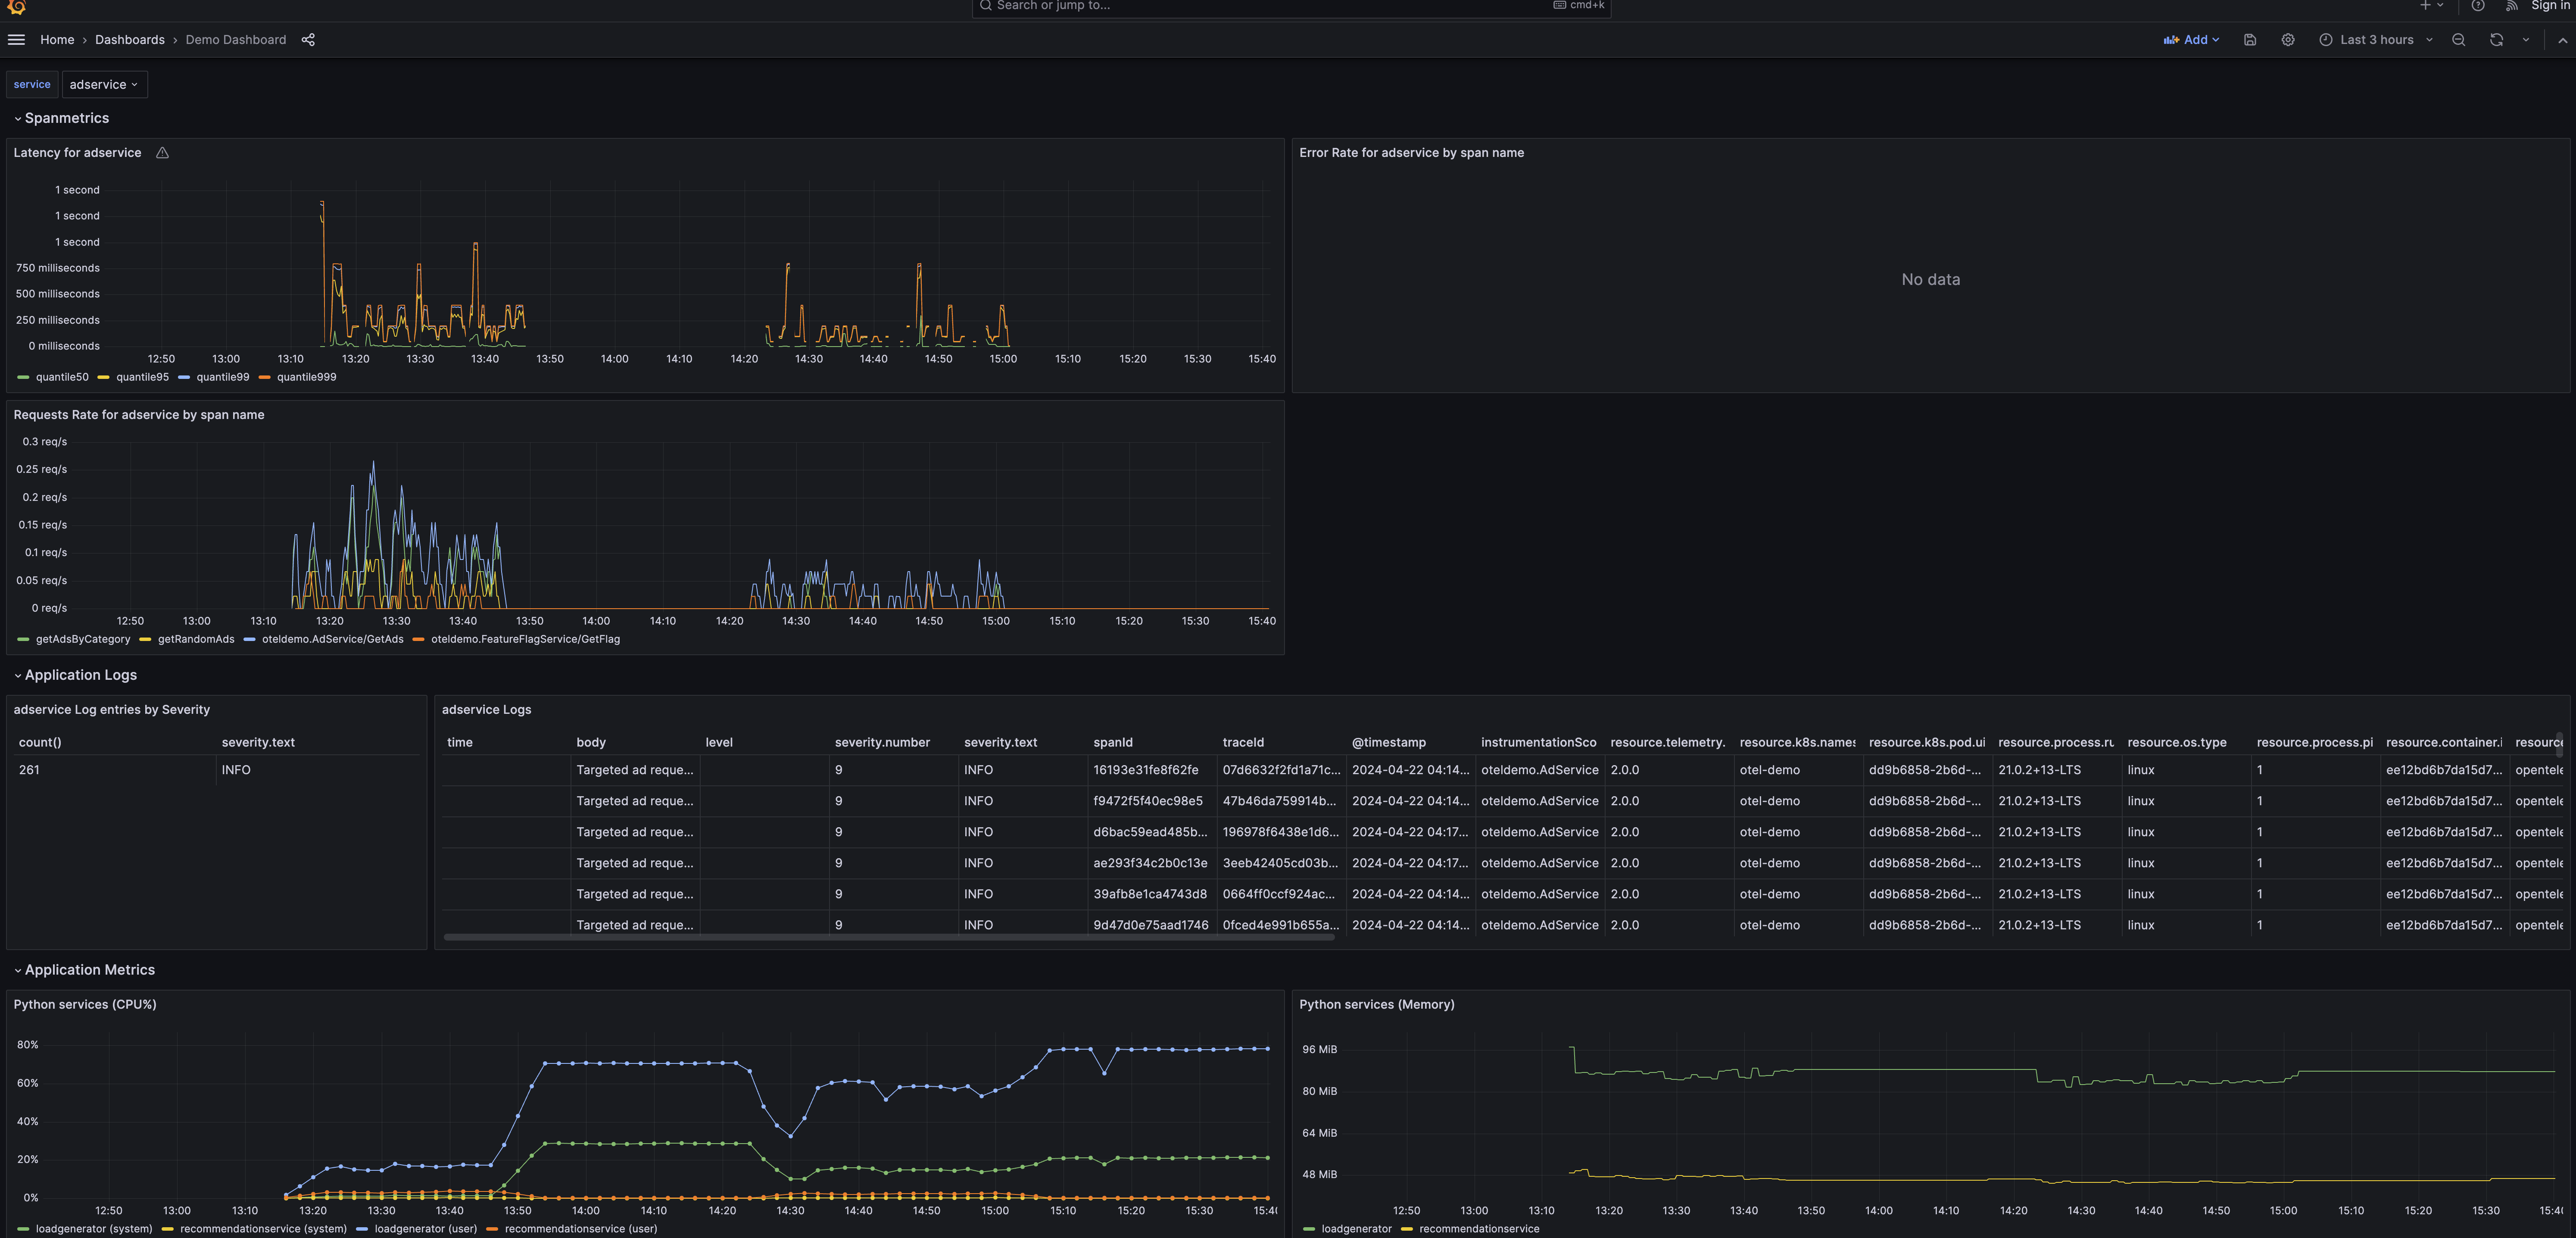 Search or jump to...
cmd+k
Sign in
Home › Dashboards › Demo Dashboard
Add
Last 3 hours
service
adservice
Spanmetrics
Latency for adservice
1 second
1 second
1 second
750 milliseconds
500 milliseconds
250 milliseconds
0 milliseconds
12:50 13:00 13:10 13:20 13:30 13:40 13:50 14:00 14:10 14:20 14:30 14:40 14:50 15:00 15:10 15:20 15:30 15:40
quantile50 quantile95 quantile99 quantile999
Error Rate for adservice by span name
No data
Requests Rate for adservice by span name
0.3 req/s
0.25 req/s
0.2 req/s
0.15 req/s
0.1 req/s
0.05 req/s
0 req/s
12:50 13:00 13:10 13:20 13:30 13:40 13:50 14:00 14:10 14:20 14:30 14:40 14:50 15:00 15:10 15:20 15:30 15:40
getAdsByCategory getRandomAds oteldemo.AdService/GetAds oteldemo.FeatureFlagService/GetFlag
Application Logs
adservice Log entries by Severity
count() severity.text
261 INFO
adservice Logs
time body level severity.number severity.text spanId traceId @timestamp instrumentationSco resource.telemetry. resource.k8s.names resource.k8s.pod.ui resource.process.ru resource.os.type resource.process.pi resource.container.i resource
Targeted ad reque... 9 INFO 16193e31fe8f62fe 07d6632f2fd1a71c... 2024-04-22 04:14... oteldemo.AdService 2.0.0 otel-demo dd9b6858-2b6d-... 21.0.2+13-LTS linux 1 ee12bd6b7da15d7... opentele
Targeted ad reque... 9 INFO f9472f5f40ec98e5 47b46da759914b... 2024-04-22 04:14... oteldemo.AdService 2.0.0 otel-demo dd9b6858-2b6d-... 21.0.2+13-LTS linux 1 ee12bd6b7da15d7... opentele
Targeted ad reque... 9 INFO d6bac59ead485b... 196978f6438e1d6... 2024-04-22 04:17... oteldemo.AdService 2.0.0 otel-demo dd9b6858-2b6d-... 21.0.2+13-LTS linux 1 ee12bd6b7da15d7... opentele
Targeted ad reque... 9 INFO ae293f34c2b0c13e 3eeb42405cd03b... 2024-04-22 04:17... oteldemo.AdService 2.0.0 otel-demo dd9b6858-2b6d-... 21.0.2+13-LTS linux 1 ee12bd6b7da15d7... opentele
Targeted ad reque... 9 INFO 39afb8e1ca4743d8 0664ff0ccf924ac... 2024-04-22 04:14... oteldemo.AdService 2.0.0 otel-demo dd9b6858-2b6d-... 21.0.2+13-LTS linux 1 ee12bd6b7da15d7... opentele
Targeted ad reque... 9 INFO 9d47d0e75aad1746 0fced4e991b655a... 2024-04-22 04:14... oteldemo.AdService 2.0.0 otel-demo dd9b6858-2b6d-... 21.0.2+13-LTS linux 1 ee12bd6b7da15d7... opentele
Application Metrics
Python services (CPU%)
80%
60%
40%
20%
0%
12:50 13:00 13:10 13:20 13:30 13:40 13:50 14:00 14:10 14:20 14:30 14:40 14:50 15:00 15:10 15:20 15:30 15:40
loadgenerator (system) recommendationservice (system) loadgenerator (user) recommendationservice (user)
Python services (Memory)
96 MiB
80 MiB
64 MiB
48 MiB
12:50 13:00 13:10 13:20 13:30 13:40 13:50 14:00 14:10 14:20 14:30 14:40 14:50 15:00 15:10 15:20 15:30 15:40
loadgenerator recommendationservice